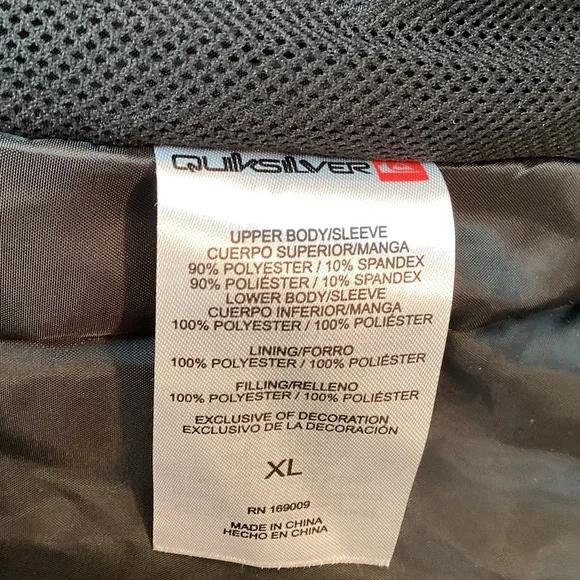 QUIKSILVER
UPPER BODY/SLEEVE
CUERPO SUPERIOR/MANGA
90% POLYESTER / 10% SPANDEX
90% POLIÉSTER / 10% SPANDEX
LOWER BODY/SLEEVE
CUERPO INFERIOR/MANGA
100% POLYESTER / 100% POLIÉSTER
LINING/FORRO
100% POLYESTER / 100% POLIÉSTER
FILLING/RELLENO
100% POLYESTER / 100% POLIÉSTER
EXCLUSIVE OF DECORATION
EXCLUSIVO DE LA DECORACIÓN
XL
RN 169009
MADE IN CHINA
HECHO EN CHINA